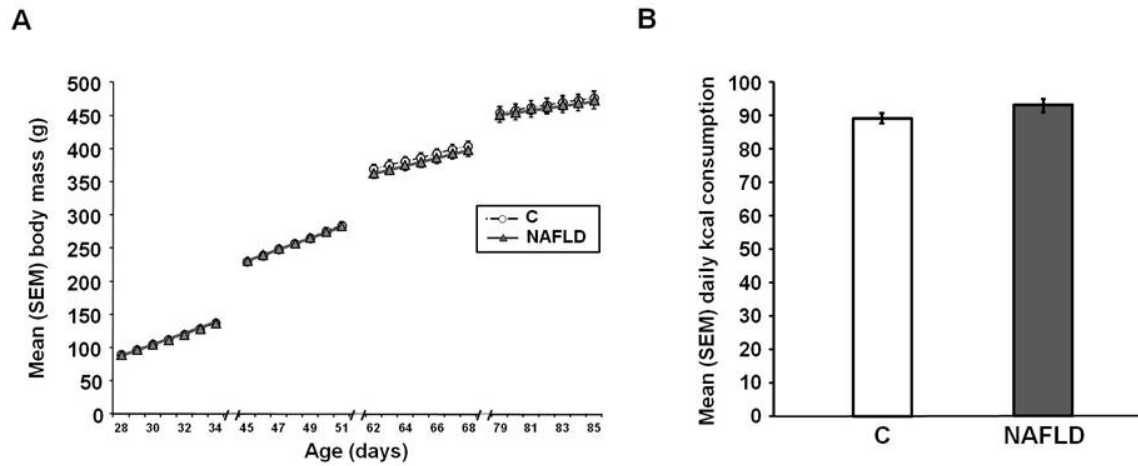 A
Mean (SEM) body mass (g)
500
450
400
350
300
250
200
150
100
50
0
28 30 32 34 45 47 49 51 62 64 66 68 79 81 83 85
Age (days)
C
NAFLD
B
Mean (SEM) daily kcal consumption
100
90
80
70
60
50
40
30
20
10
0
C NAFLD